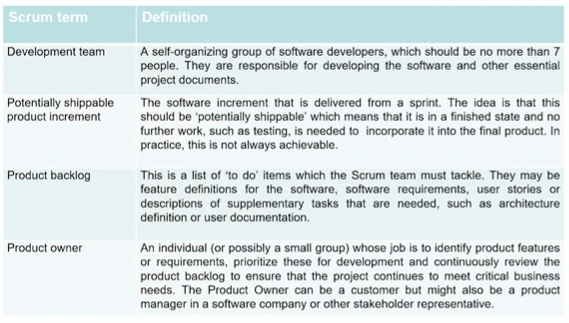 Scrum term Definition
Development team A self-organizing group of software developers, which should be no more than 7
people. They are responsible for developing the software and other essential
project documents.
Potentially shippable The software increment that is delivered from a sprint. The idea is that this
product increment should be ‘potentially shippable’ which means that it is in a finished state and no
further work, such as testing, is needed to incorporate it into the final product. In
practice, this is not always achievable.
Product backlog This is a list of ‘to do’ items which the Scrum team must tackle. They may be
feature definitions for the software, software requirements, user stories or
descriptions of supplementary tasks that are needed, such as architecture
definition or user documentation.
Product owner An individual (or possibly a small group) whose job is to identify product features
or requirements, prioritize these for development and continuously review the
product backlog to ensure that the project continues to meet critical business
needs. The Product Owner can be a customer but might also be a product
manager in a software company or other stakeholder representative.